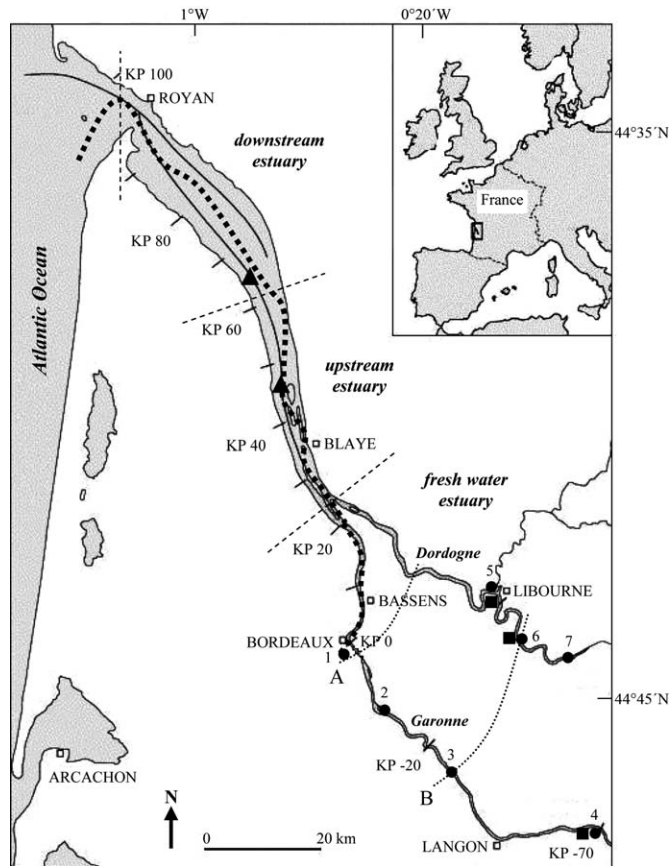 1°W
0°20´W
KP 100
ROYAN
downstream
estuary
44°35´N
France
KP 80
Atlantic Ocean
KP 60
upstream
estuary
KP 40
BLAYE
fresh water
estuary
KP 20
Dordogne
5
LIBOURNE
BASSENS
BORDEAUX
KP 0
6
7
1
A
2
44°45´N
Garonne
KP -20
3
ARCACHON
B
N
4
0
20 km
LANGON
KP -70